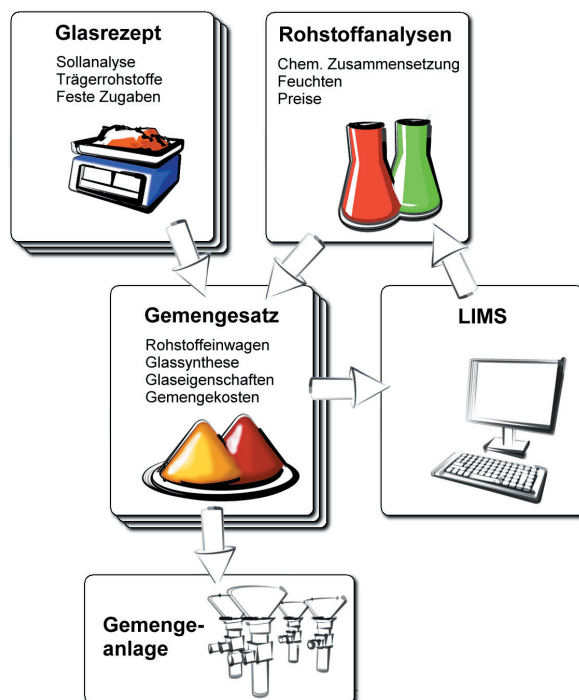 Glasrezept
Sollanalyse
Trägerrohstoffe
Feste Zugaben
Rohstoffanalysen
Chem. Zusammensetzung
Feuchten
Preise
Gemengesatz
Rohstoffeinwagen
Glassynthese
Glaseigenschaften
Gemengekosten
LIMS
Gemenge-
anlage